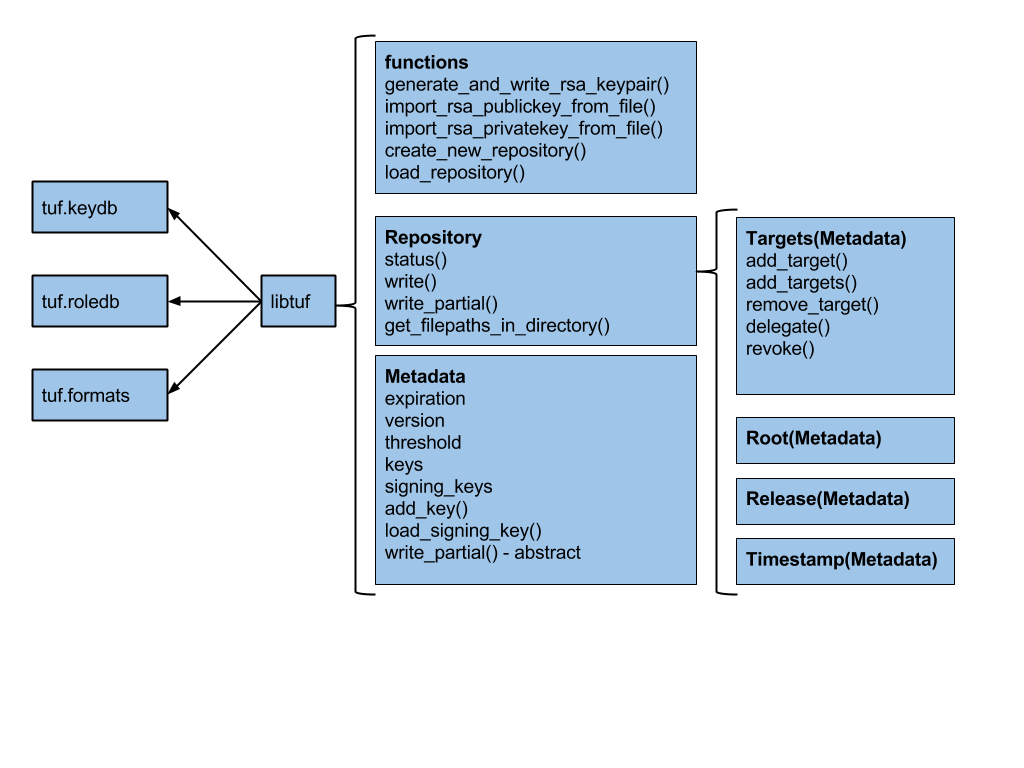 tuf.keydb
tuf.roledb
tuf.formats
libtuf
functions
generate_and_write_rsa_keypair()
import_rsa_publickey_from_file()
import_rsa_privatekey_from_file()
create_new_repository()
load_repository()
Repository
status()
write()
write_partial()
get_filepaths_in_directory()
Metadata
expiration
version
threshold
keys
signing_keys
add_key()
load_signing_key()
write_partial() - abstract
Targets(Metadata)
add_target()
add_targets()
remove_target()
delegate()
revoke()
Root(Metadata)
Release(Metadata)
Timestamp(Metadata)